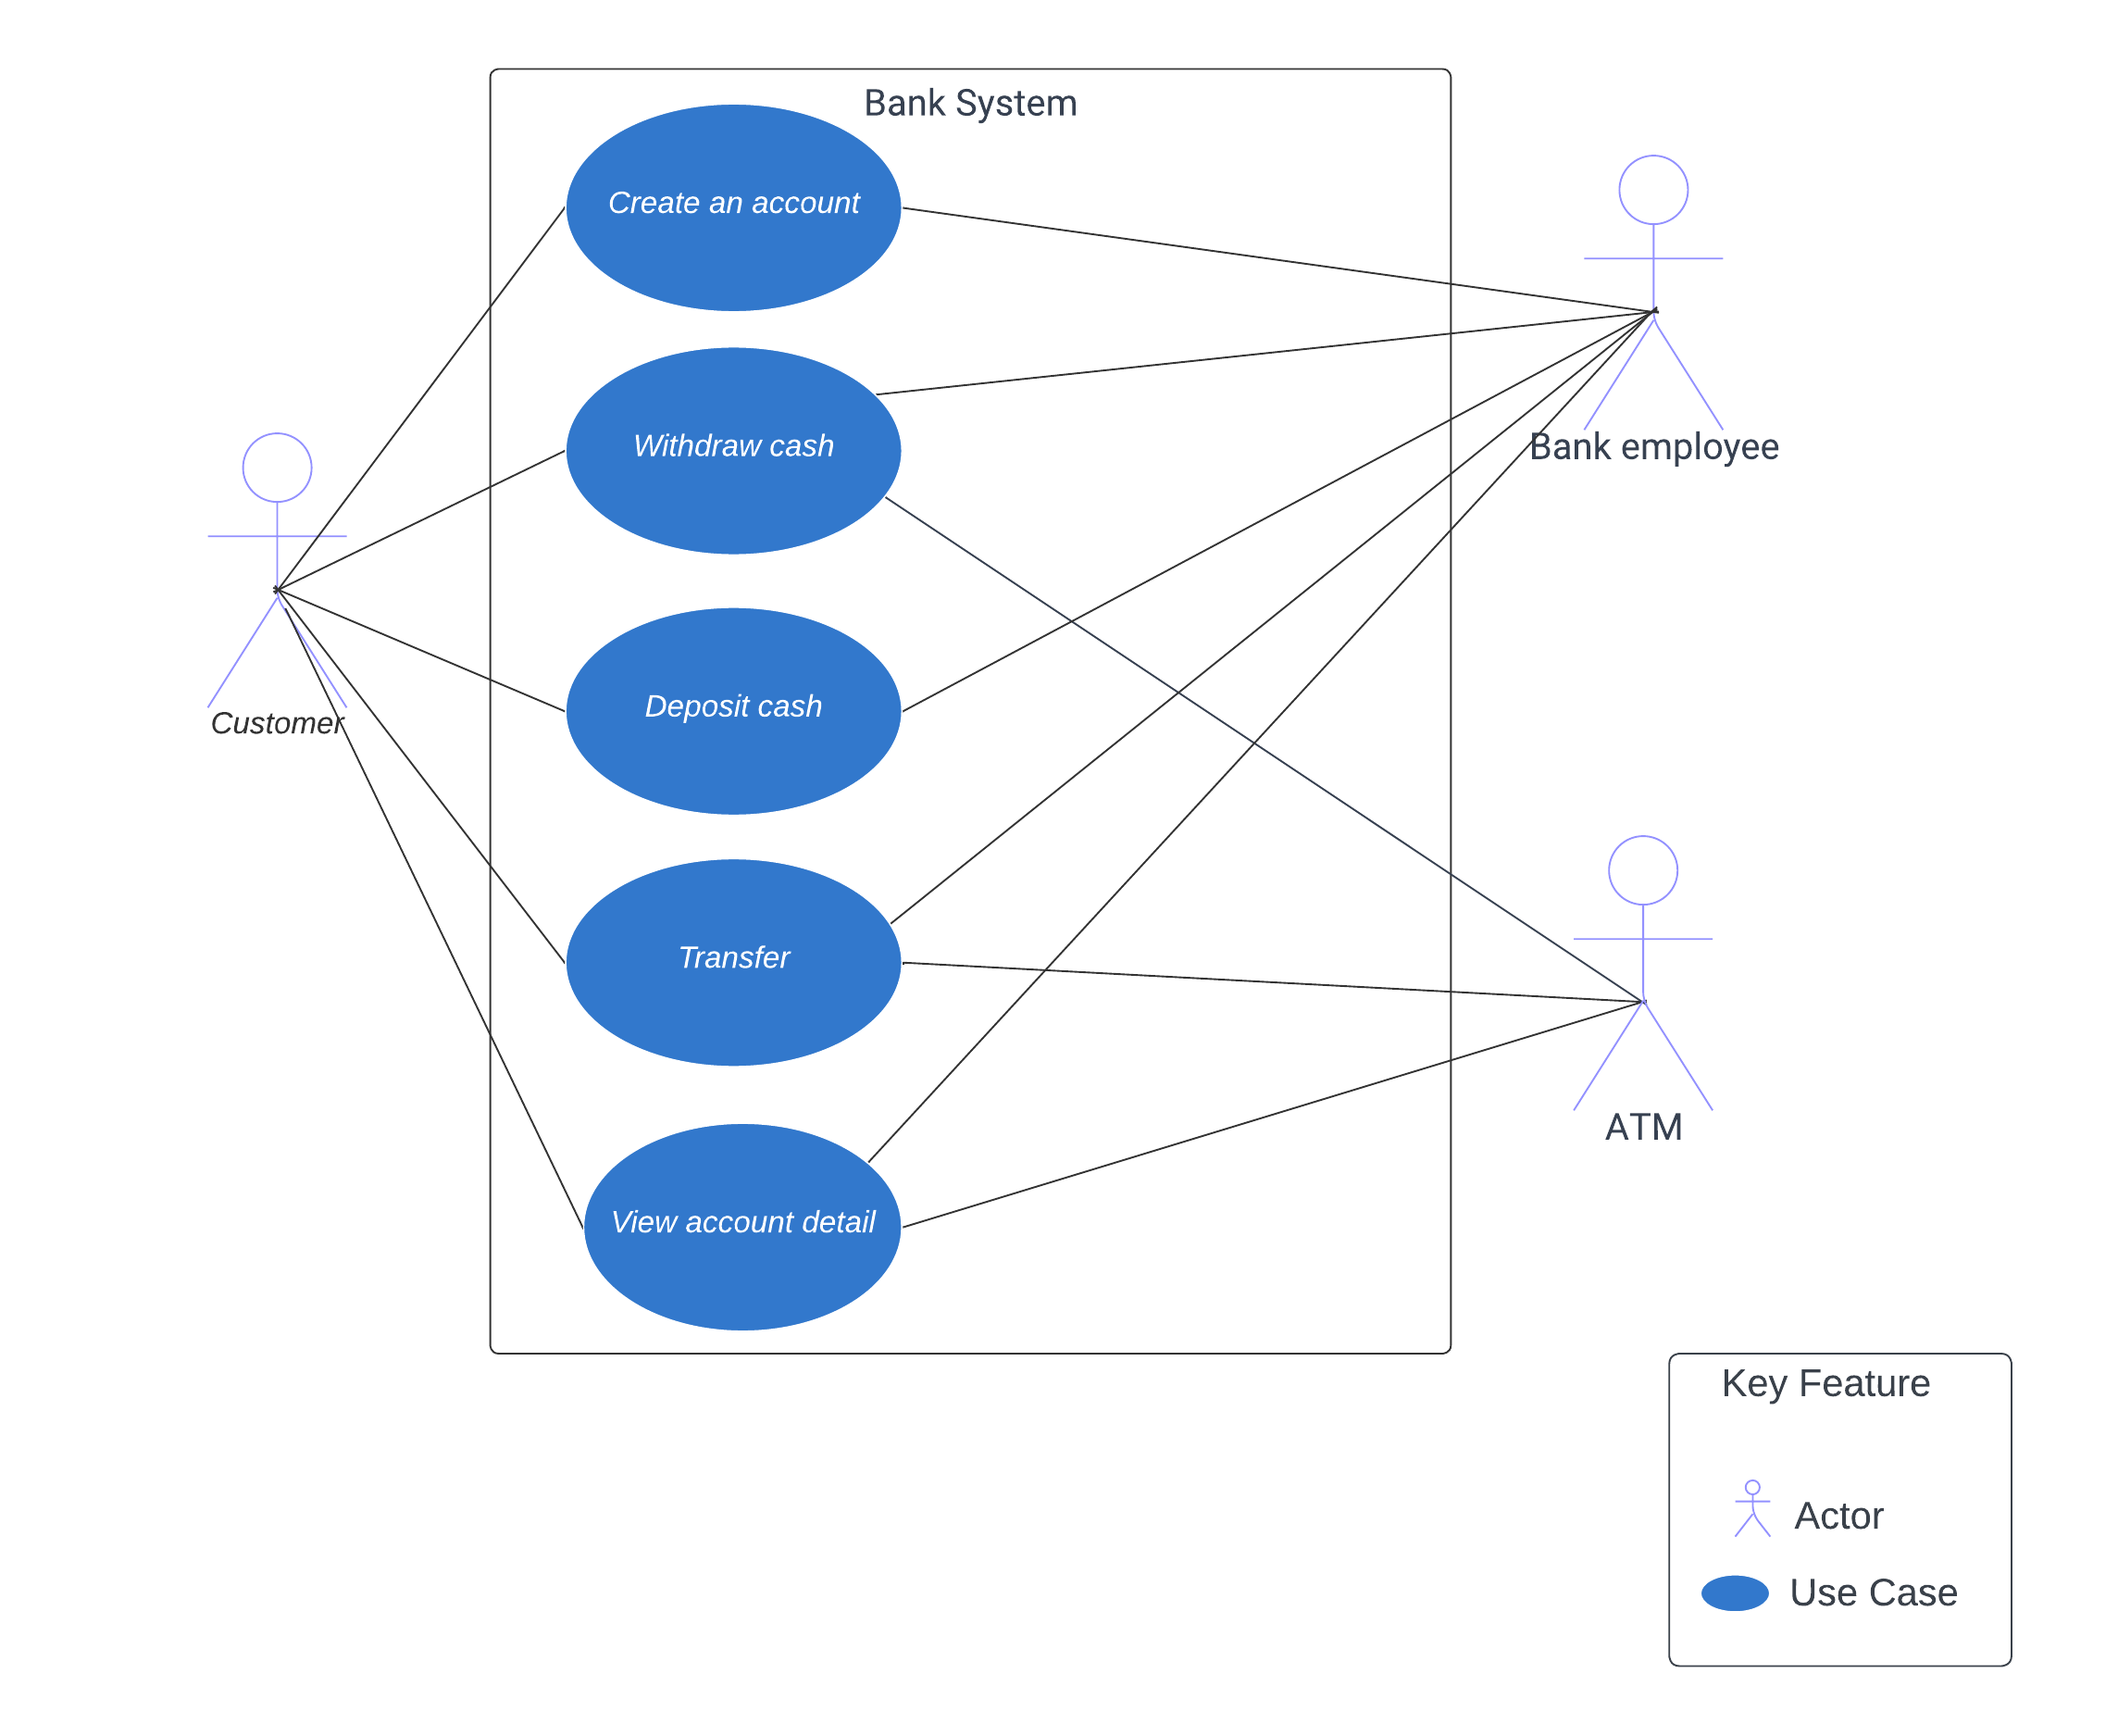 Bank System
Create an account
Withdraw cash
Bank employee
Deposit cash
Customer
Transfer
ATM
View account detail
Key Feature
Actor
Use Case